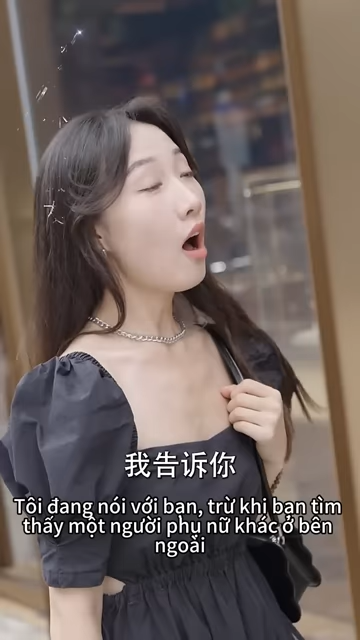 我告诉你
Tôi đang nói với bạn, trừ khi bạn tìm
thấy một người phụ nữ khác ở bên
ngoài